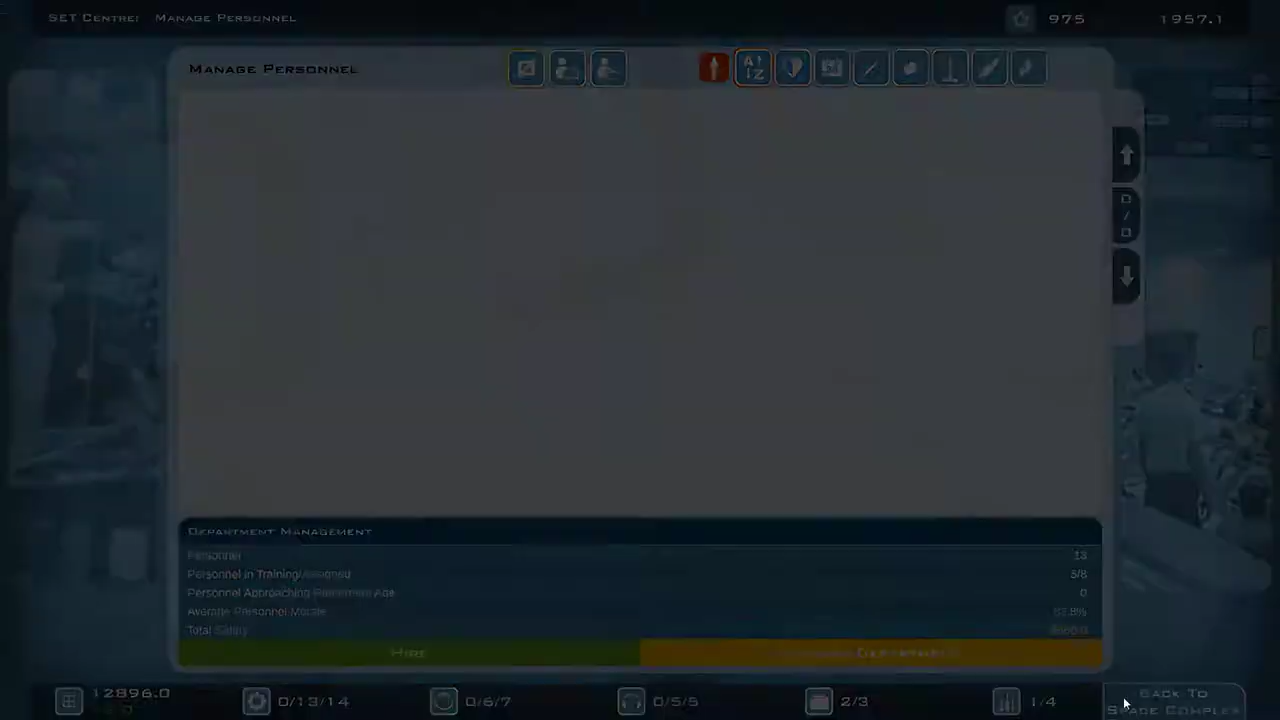 SET Centre: Manage Personnel
975
1957.1
Manage Personnel
A
Z
0
/
0
Department Management
Personnel 13
Personnel in Training/Assigned 5/8
Personnel Approaching Retirement Age 0
Average Personnel Morale
Total Salary
Hire
12896.0
0/13/14
0/6/7
0/5/5
2/3
1/4
Back To
Space Complex